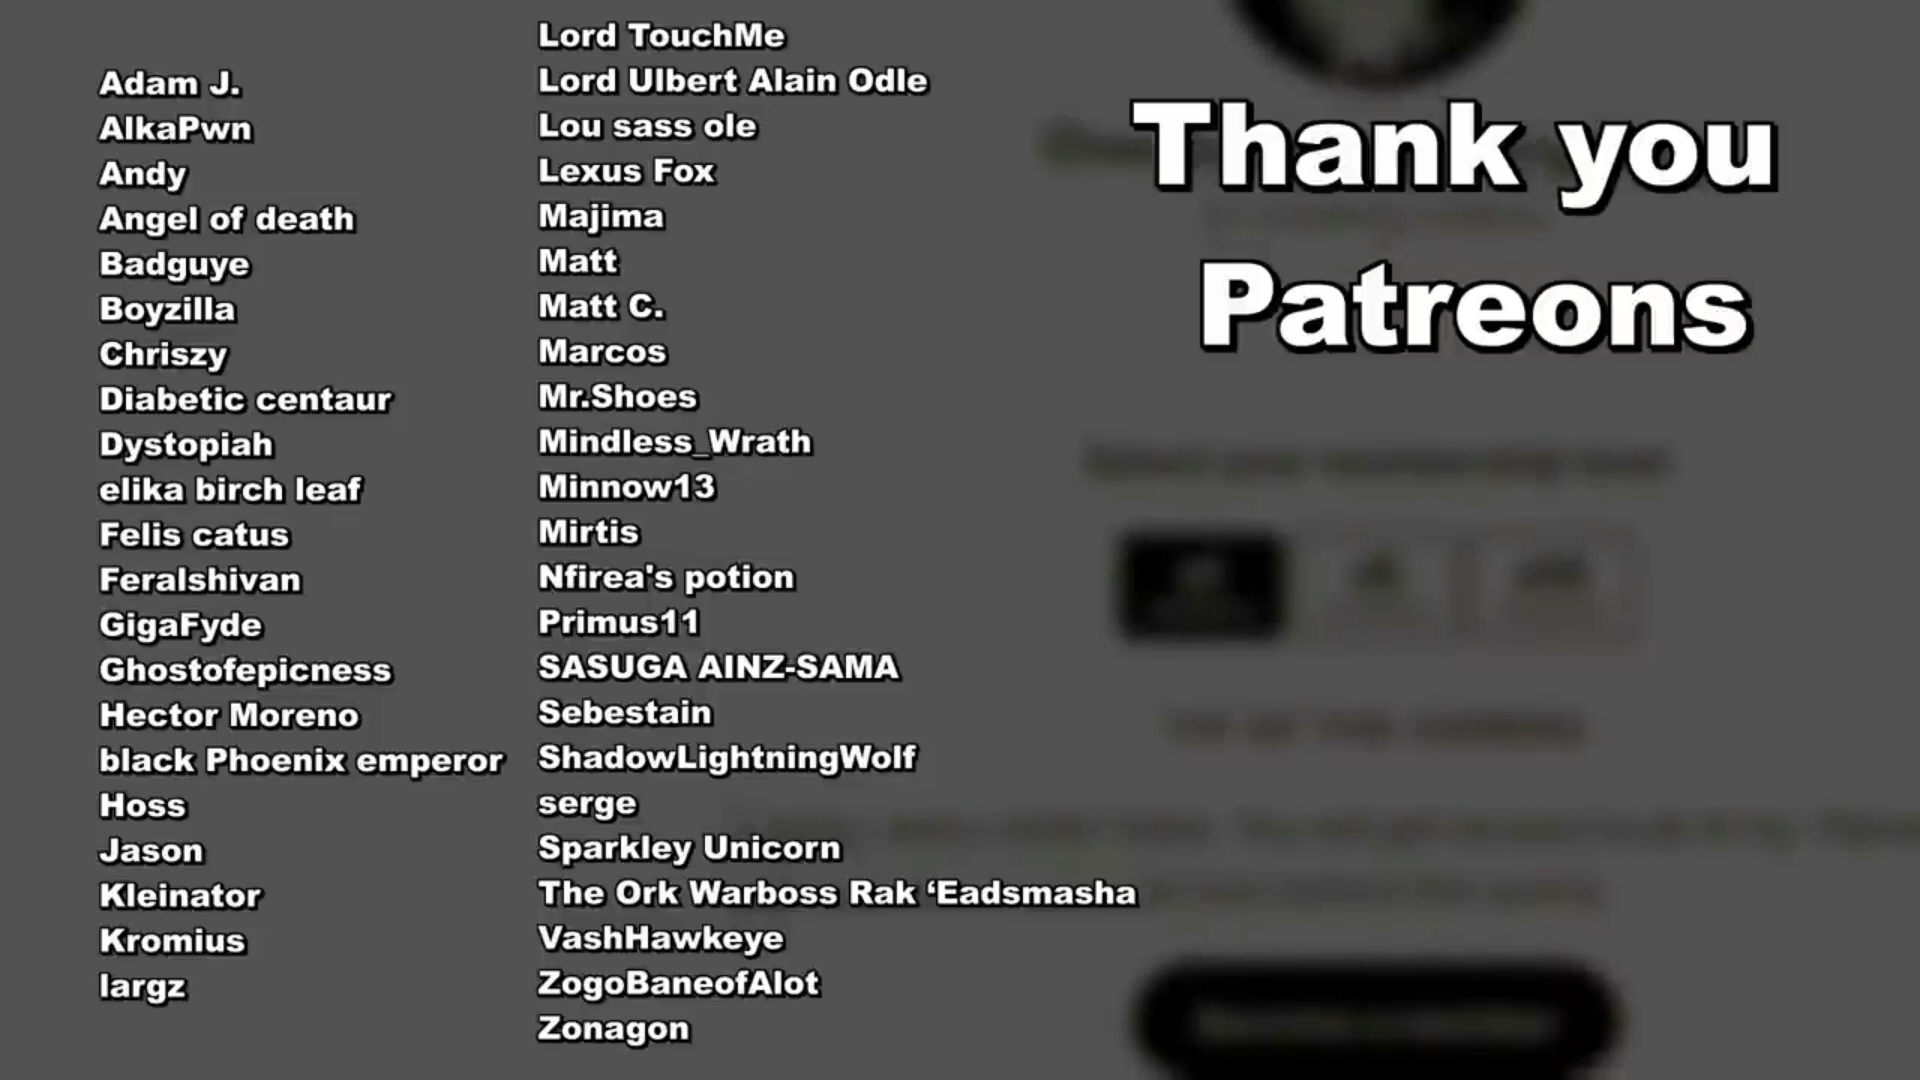 Adam J.
AlkaPwn
Andy
Angel of death
Badguye
Boyzilla
Chriszy
Diabetic centaur
Dystopiah
elika birch leaf
Felis catus
Feralshivan
GigaFyde
Ghostofepicness
Hector Moreno
black Phoenix emperor
Hoss
Jason
Kleinator
Kromius
largz
Lord TouchMe
Lord Ulbert Alain Odle
Lou sass ole
Lexus Fox
Majima
Matt
Matt C.
Marcos
Mr.Shoes
Mindless_Wrath
Minnow13
Mirtis
Nfirea's potion
Primus11
SASUGA AINZ-SAMA
Sebestain
ShadowLightningWolf
serge
Sparkley Unicorn
The Ork Warboss Rak ‘Eadsmasha
VashHawkeye
ZogoBaneofAlot
Zonagon
Thank you
Patreons